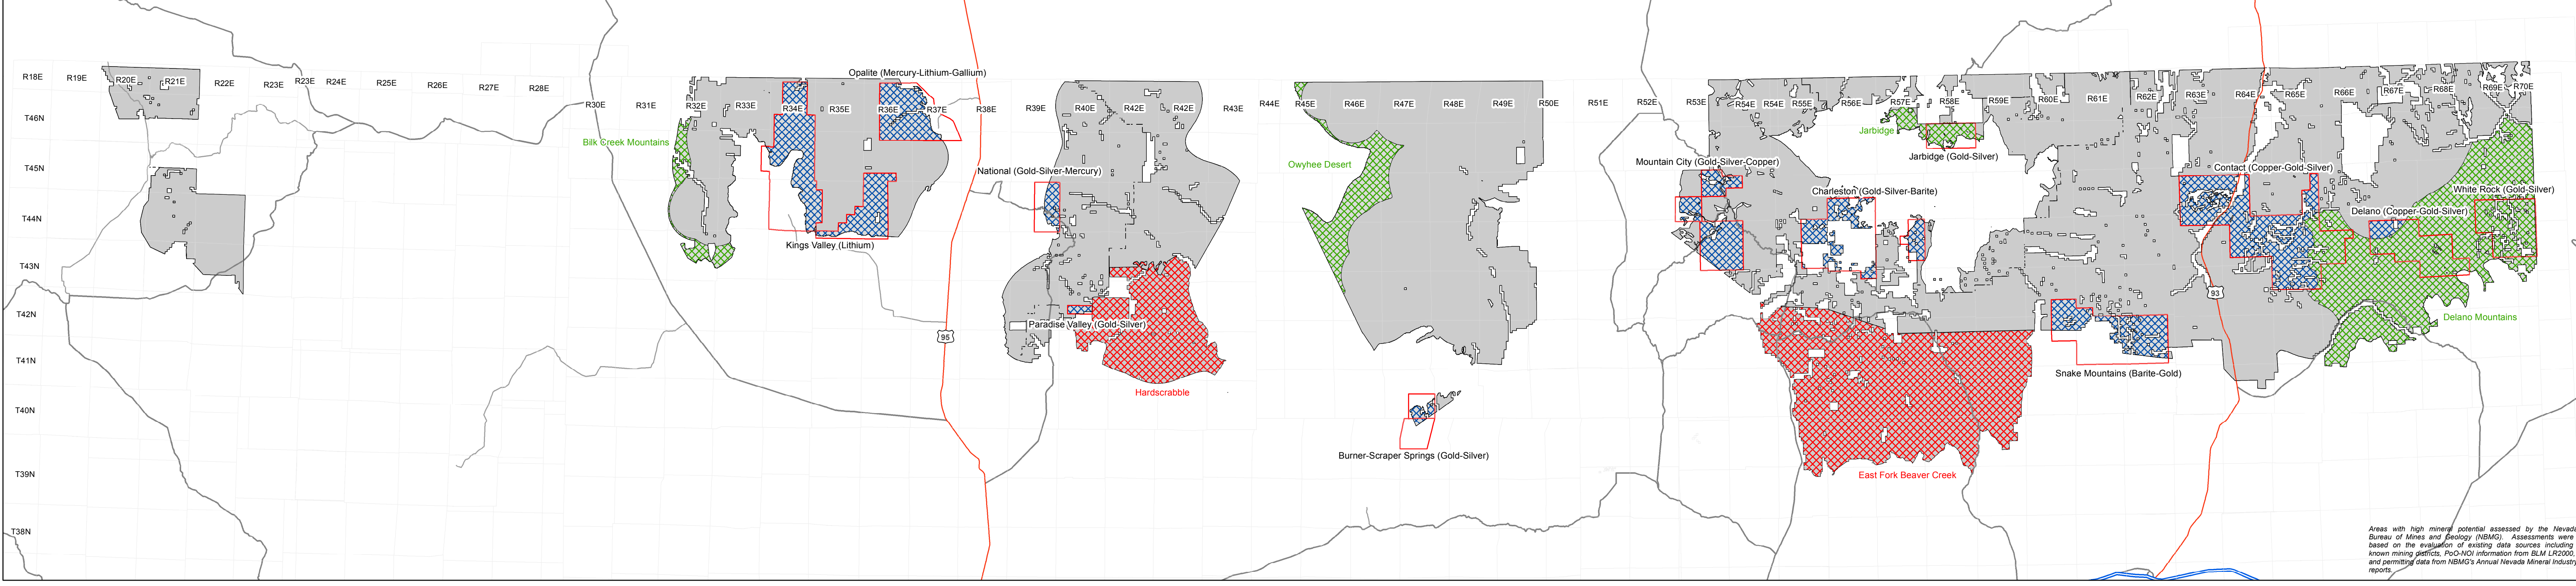 R18E
R19E
R20E
R21E
R22E
R23E
R23E
R24E
R25E
R26E
R27E
R28E
R30E
R31E
R32E
R33E
R34E
R35E
R36E
R37E
R38E
R39E
R40E
R42E
R42E
R43E
R44E
R45E
R46E
R47E
R48E
R49E
R50E
R51E
R52E
R53E
R54E
R54E
R55E
R56E
R57E
R58E
R59E
R60E
R61E
R62E
R63E
R64E
R65E
R66E
R67E
R68E
R69E
R70E
T46N
T45N
T44N
T43N
T42N
T41N
T40N
T39N
T38N
Opalite (Mercury-Lithium-Gallium)
Bilk Creek Mountains
Kings Valley (Lithium)
National (Gold-Silver-Mercury)
Paradise Valley (Gold-Silver)
95
Hardscrabble
Owyhee Desert
Burner-Scraper Springs (Gold-Silver)
Jarbidge
Jarbidge (Gold-Silver)
Mountain City (Gold-Silver-Copper)
Charleston (Gold-Silver-Barite)
Contact (Copper-Gold-Silver)
White Rock (Gold-Silver)
Delano (Copper-Gold-Silver)
93
Delano Mountains
Snake Mountains (Barite-Gold)
East Fork Beaver Creek
Areas with high mineral potential assessed by the Nevada
Bureau of Mines and Geology (NBMG). Assessments were
based on the evaluation of existing data sources including
known mining districts, PoO-NOI information from BLM LR2000,
and permitting data from NBMG's Annual Nevada Mineral Indust
reports.